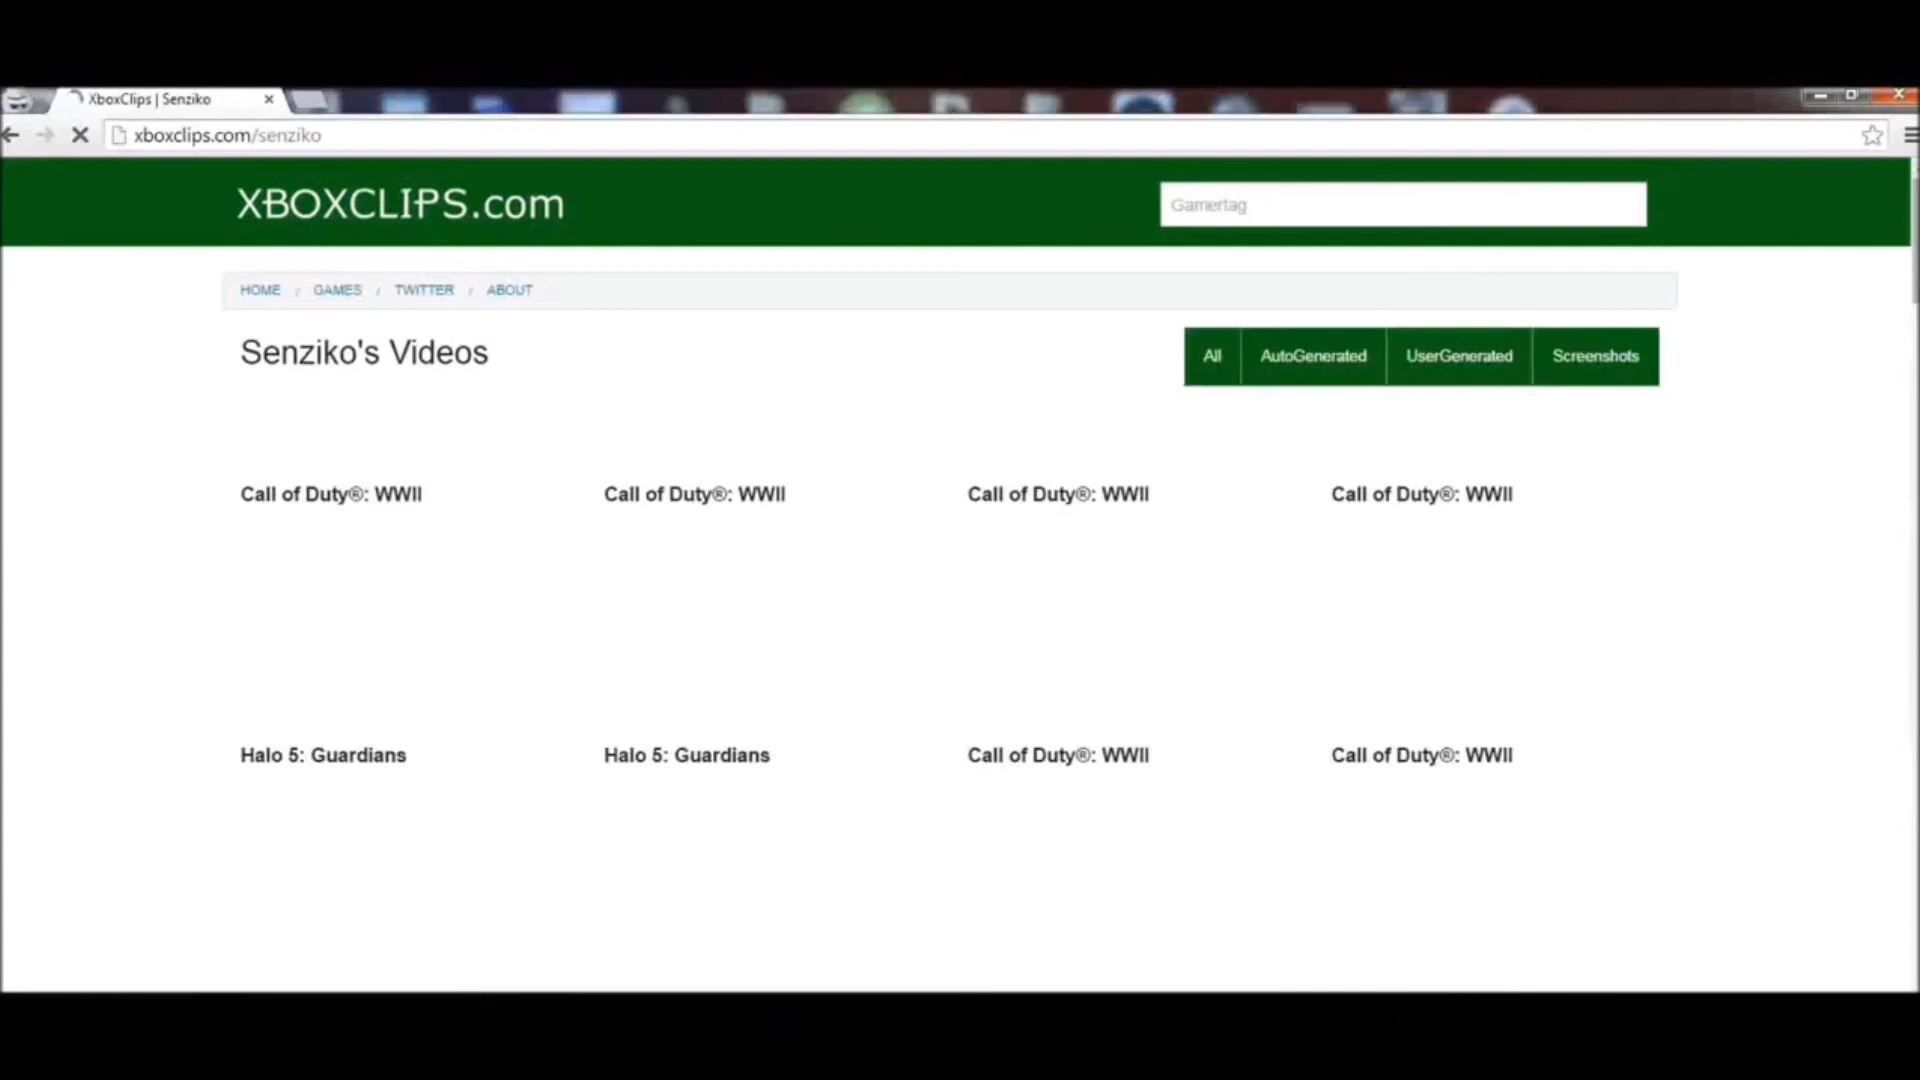 XboxClips | Senziko
xboxclips.com/senziko
XBOXCLIPS.com
Gamertag
HOME / GAMES / TWITTER / ABOUT
Senziko's Videos
All AutoGenerated UserGenerated Screenshots
Call of Duty®: WWII Call of Duty®: WWII Call of Duty®: WWII Call of Duty®: WWII
Halo 5: Guardians Halo 5: Guardians Call of Duty®: WWII Call of Duty®: WWII